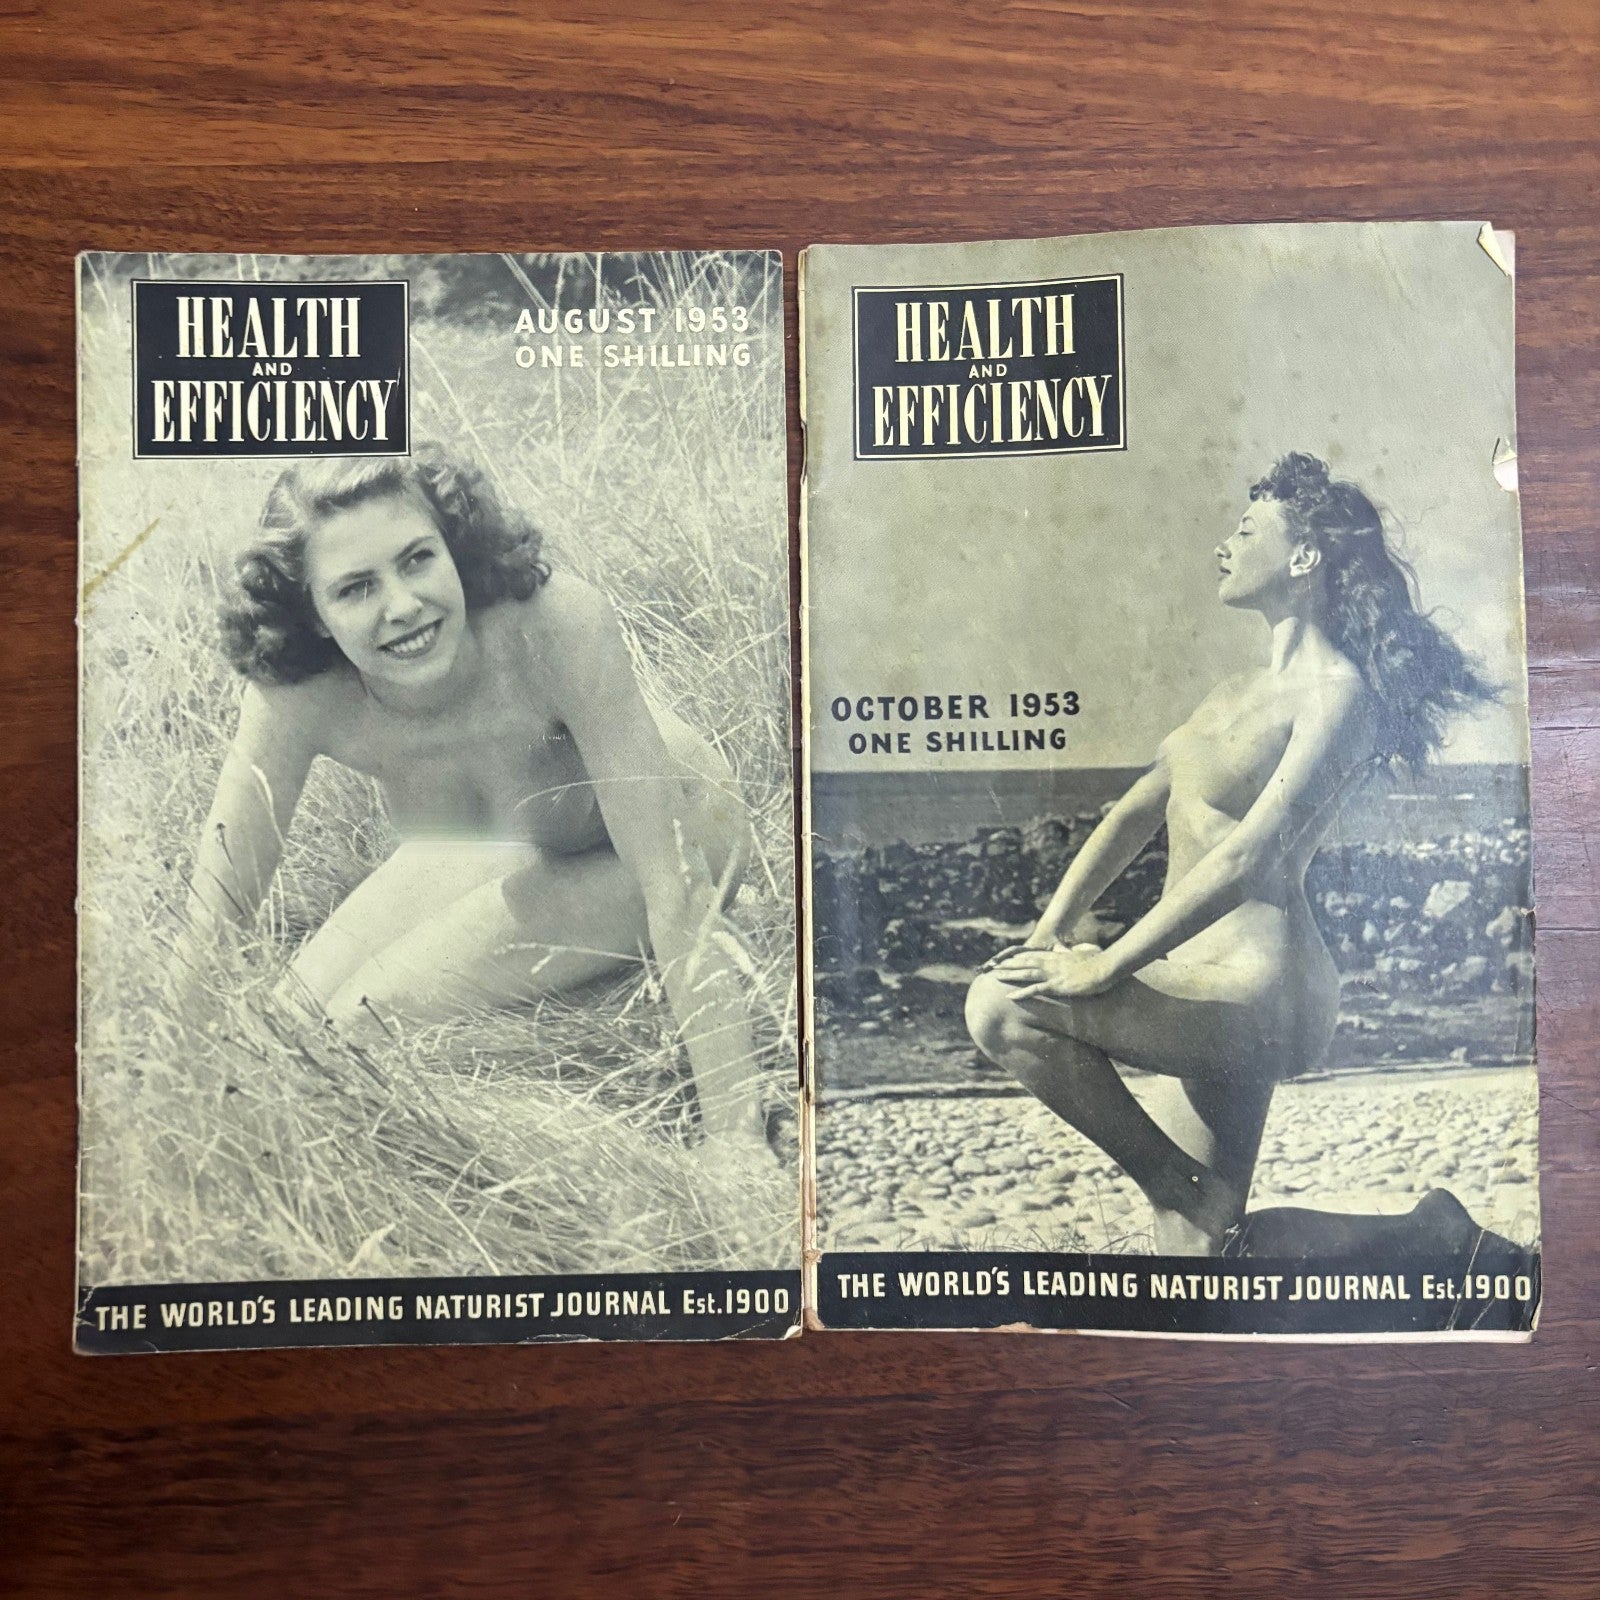 HEALTH
AND
EFFICIENCY
AUGUST 1953
ONE SHILLING
THE WORLD'S LEADING NATURIST JOURNAL Est.1900
HEALTH
AND
EFFICIENCY
OCTOBER 1953
ONE SHILLING
THE WORLD'S LEADING NATURIST JOURNAL Est.1900